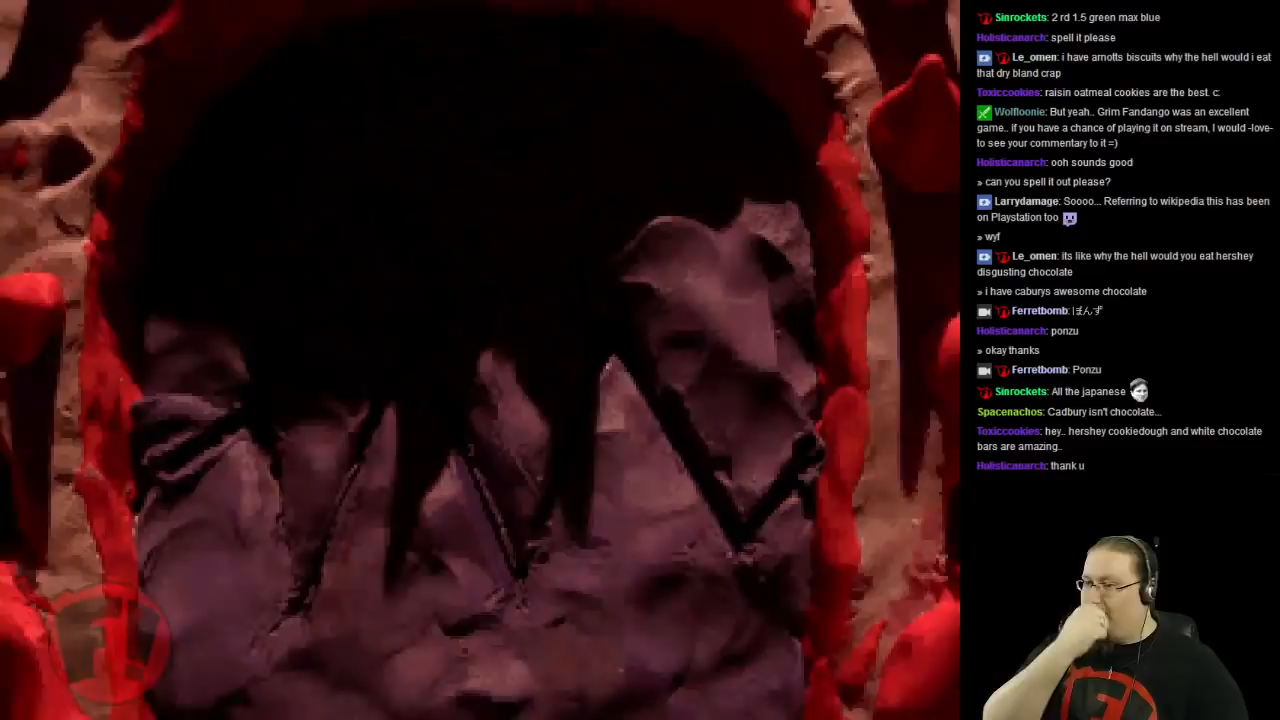 Sinrockets: 2 rd 1.5 green max blue
Holisticanarch: spell it please
Le_omen: i have arnotts biscuits why the hell would i eat
that dry bland crap
Toxiccookies: raisin oatmeal cookies are the best. c:
Wolfloonie: But yeah.. Grim Fandango was an excellent
game.. if you have a chance of playing it on stream, I would -love-
to see your commentary to it =)
Holisticanarch: ooh sounds good
» can you spell it out please?
Larrydamage: Soooo... Referring to wikipedia this has been
on Playstation too
» wyf
Le_omen: its like why the hell would you eat hershey
disgusting chocolate
» i have caburys awesome chocolate
Ferretbomb: ぽんず
Holisticanarch: ponzu
» okay thanks
Ferretbomb: Ponzu
Sinrockets: All the japanese
Spacenachos: Cadbury isn't chocolate...
Toxiccookies: hey.. hershey cookiedough and white chocolate
bars are amazing..
Holisticanarch: thank u